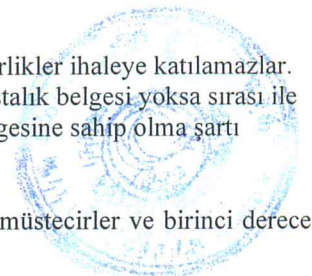 rlikler ihaleye katılamazlar.
stalık belgesi yoksa sırası ile
gesine sahip olma şartı
müstecirler ve birinci derece